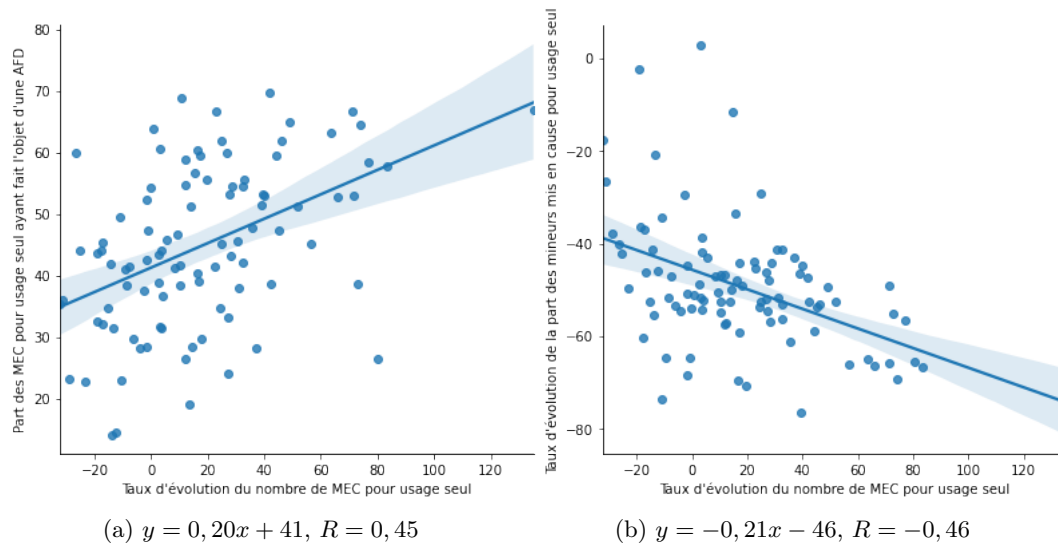 Part des MEC pour usage seul ayant fait l'objet d'une AFD
80
70
60
50
40
30
20
−20 0 20 40 60 80 100 120
Taux d'évolution du nombre de MEC pour usage seul
(a) y = 0, 20x + 41, R = 0, 45
Taux d'évolution de la part des mineurs mis en cause pour usage seul
0
−20
−40
−60
−80
−20 0 20 40 60 80 100 120
Taux d'évolution du nombre de MEC pour usage seul
(b) y = −0, 21x − 46, R = −0, 46